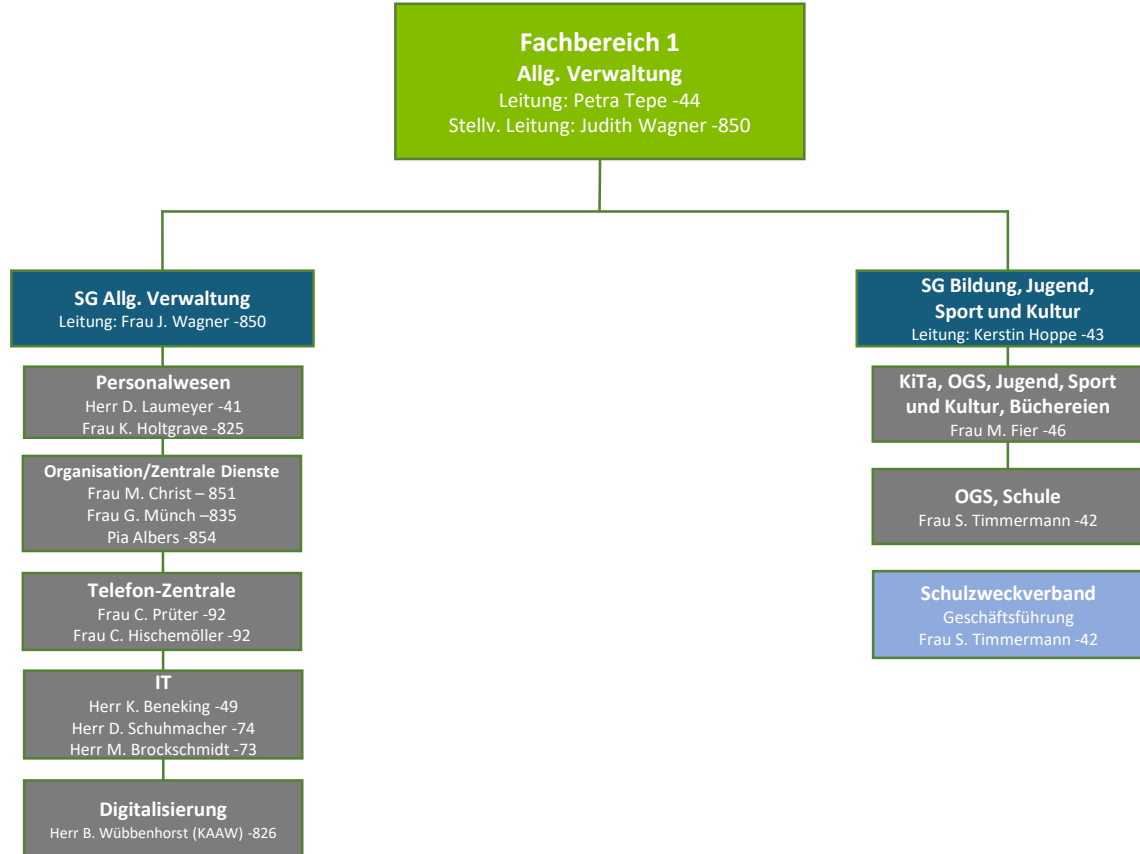 Fachbereich 1
Allg. Verwaltung
Leitung: Petra Tepe -44
Stellv. Leitung: Judith Wagner -850
SG Allg. Verwaltung
Leitung: Frau J. Wagner -850
Personalwesen
Herr D. Laumeyer -41
Frau K. Holtgrave -825
Organisation/Zentrale Dienste
Frau M. Christ – 851
Frau G. Münch –835
Pia Albers -854
Telefon-Zentrale
Frau C. Prüter -92
Frau C. Hischemöller -92
IT
Herr K. Beneking -49
Herr D. Schuhmacher -74
Herr M. Brockschmidt -73
Digitalisierung
Herr B. Wübbenhorst (KAAW) -826
SG Bildung, Jugend,
Sport und Kultur
Leitung: Kerstin Hoppe -43
KiTa, OGS, Jugend, Sport
und Kultur, Büchereien
Frau M. Fier -46
OGS, Schule
Frau S. Timmermann -42
Schulzweckverband
Geschäftsführung
Frau S. Timmermann -42